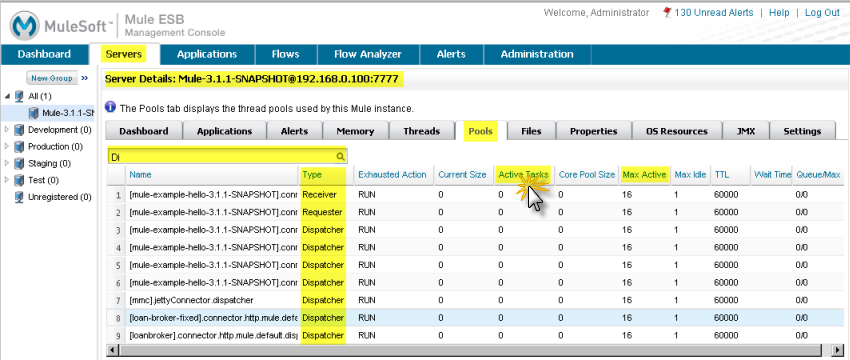 Welcome, Administrator 130 Unread Alerts | Help | Log Out
MuleSoft™ Mule ESB
Management Console
Dashboard Servers Applications Flows Flow Analyzer Alerts Administration
New Group »
All (1)
Mule-3.1.1-SN
Development (0)
Production (0)
Staging (0)
Test (0)
Unregistered (0)
Server Details: Mule-3.1.1-SNAPSHOT@192.168.0.100:7777
The Pools tab displays the thread pools used by this Mule instance.
Dashboard Applications Alerts Memory Threads Pools Files Properties OS Resources JMX Settings
Di
Name Type Exhausted Action Current Size Active Tasks Core Pool Size Max Active Max Idle TTL Wait Time Queue/Max
1 [mule-example-hello-3.1.1-SNAPSHOT].conn Receiver RUN 0 0 0 16 1 60000 0/0
2 [mule-example-hello-3.1.1-SNAPSHOT].conn Requester RUN 0 0 0 16 1 60000 0/0
3 [mule-example-hello-3.1.1-SNAPSHOT].conn Dispatcher RUN 0 0 0 16 1 60000 0/0
4 [mule-example-hello-3.1.1-SNAPSHOT].conn Dispatcher RUN 0 0 0 16 1 60000 0/0
5 [mule-example-hello-3.1.1-SNAPSHOT].conn Dispatcher RUN 0 0 0 16 1 60000 0/0
6 [mule-example-hello-3.1.1-SNAPSHOT].conn Dispatcher RUN 0 0 0 16 1 60000 0/0
7 [mmc].jettyConnector.dispatcher Dispatcher RUN 0 0 0 16 1 60000 0/0
8 [loan-broker-fixed].connector.http.mule.defa Dispatcher RUN 0 0 0 16 1 60000 0/0
9 [loanbroker].connector.http.mule.default.disp Dispatcher RUN 0 0 0 16 1 60000 0/0